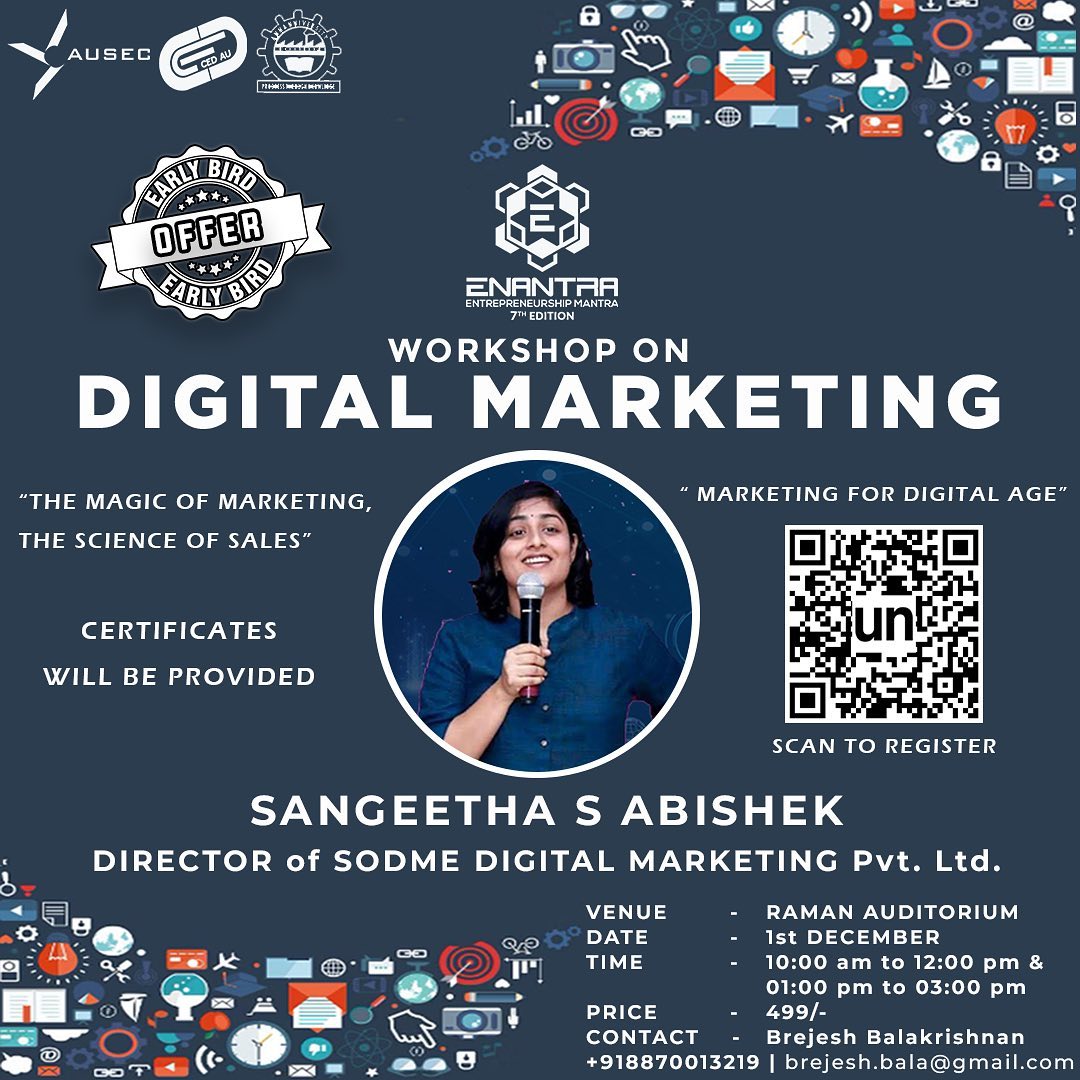 AUSEC
CED AU
PROGRESS THROUGH KNOWLEDGE
EARLY BIRD
OFFER
EARLY BIRD
E
ENANTRA
ENTREPRENEURSHIP MANTRA
7TH EDITION
WORKSHOP ON
DIGITAL MARKETING
“THE MAGIC OF MARKETING,
THE SCIENCE OF SALES”
“ MARKETING FOR DIGITAL AGE”
CERTIFICATES
WILL BE PROVIDED
un
SCAN TO REGISTER
SANGEETHA S ABISHEK
DIRECTOR of SODME DIGITAL MARKETING Pvt. Ltd.
VENUE - RAMAN AUDITORIUM
DATE - 1st DECEMBER
TIME - 10:00 am to 12:00 pm &
01:00 pm to 03:00 pm
PRICE - 499/-
CONTACT - Brejesh Balakrishnan
+918870013219 | brejesh.bala@gmail.com